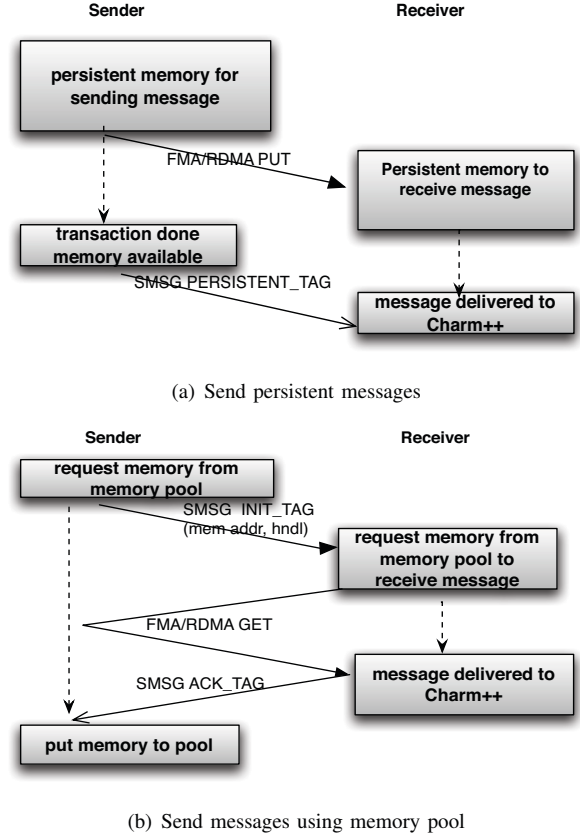 Sender
Receiver
persistent memory for
sending message
FMA/RDMA PUT
Persistent memory to
receive message
transaction done
memory available
SMSG PERSISTENT_TAG
message delivered to
Charm++
(a) Send persistent messages
Sender
Receiver
request memory from
memory pool
SMSG INIT_TAG
(mem addr, hndl)
request memory from
memory pool to
receive message
FMA/RDMA GET
message delivered to
Charm++
SMSG ACK_TAG
put memory to pool
(b) Send messages using memory pool